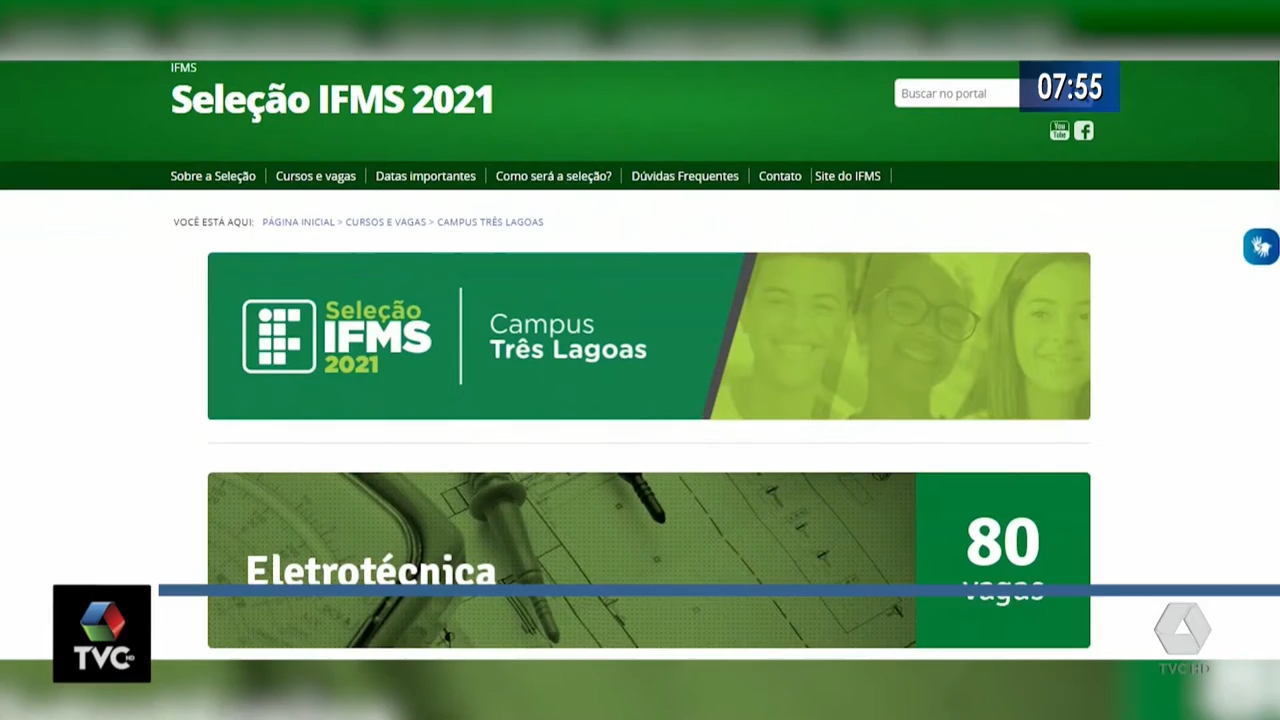 IFMS
Seleção IFMS 2021
Buscar no portal
07:55
You Tube
Sobre a Seleção
Cursos e vagas
Datas importantes
Como será a seleção?
Dúvidas Frequentes
Contato
Site do IFMS
VOCÊ ESTÁ AQUI: PÁGINA INICIAL > CURSOS E VAGAS > CAMPUS TRÊS LAGOAS
Seleção
IFMS
2021
Campus
Três Lagoas
Eletrotécnica
80
vagas
TVC HD
TVC HD